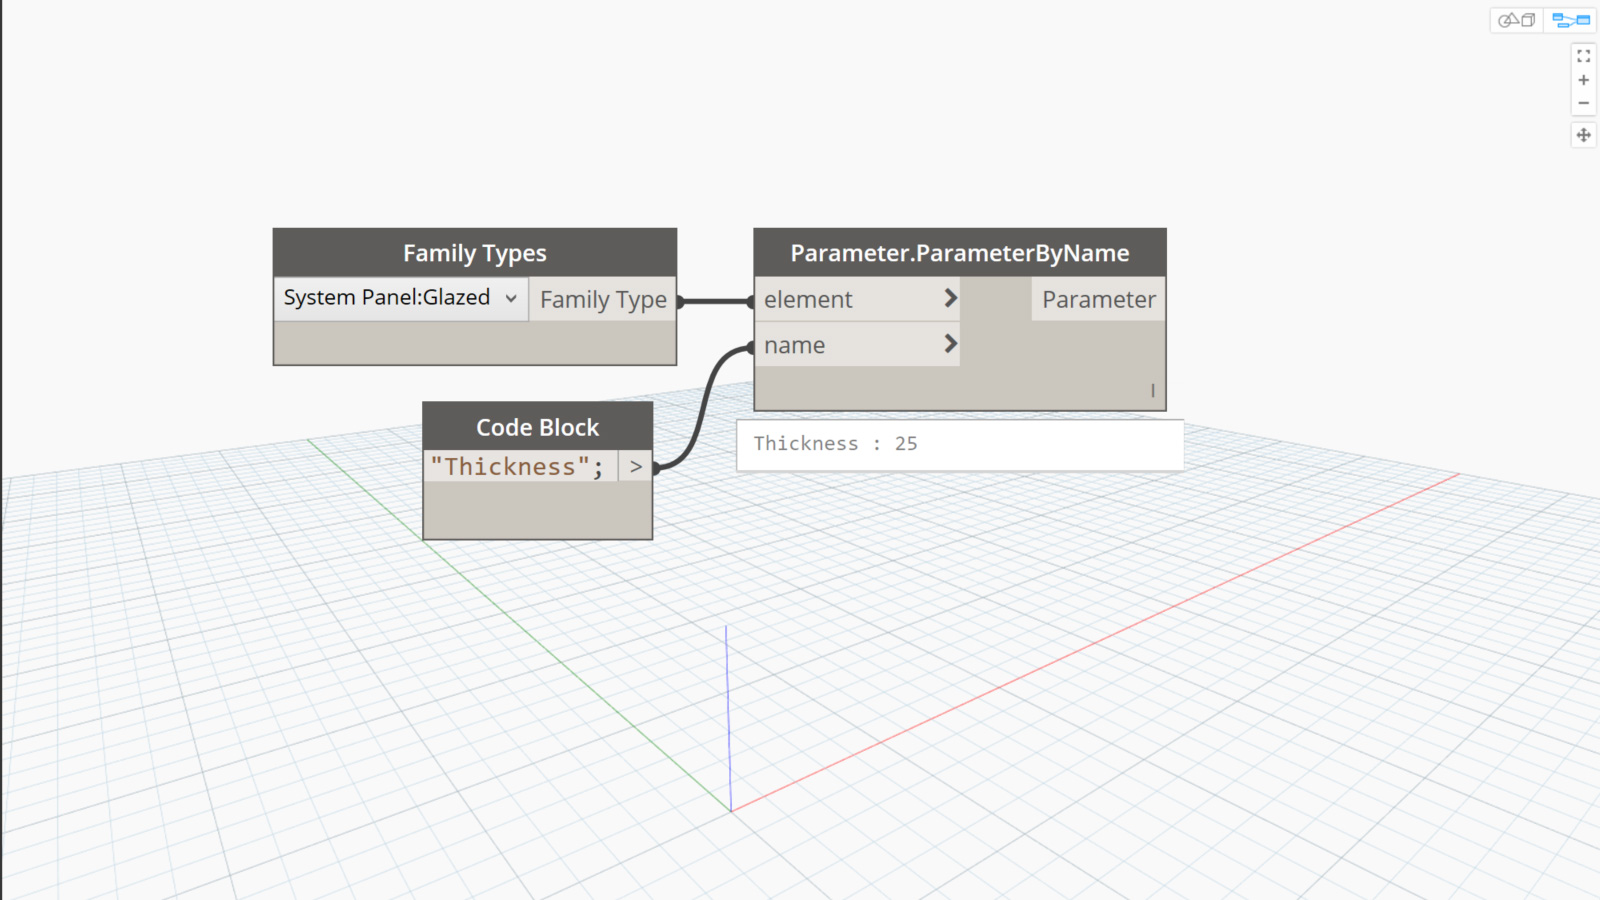 Family Types
System Panel:Glazed
Family Type
Parameter.ParameterByName
element
Parameter
name
Code Block
"Thickness";
>
Thickness : 25